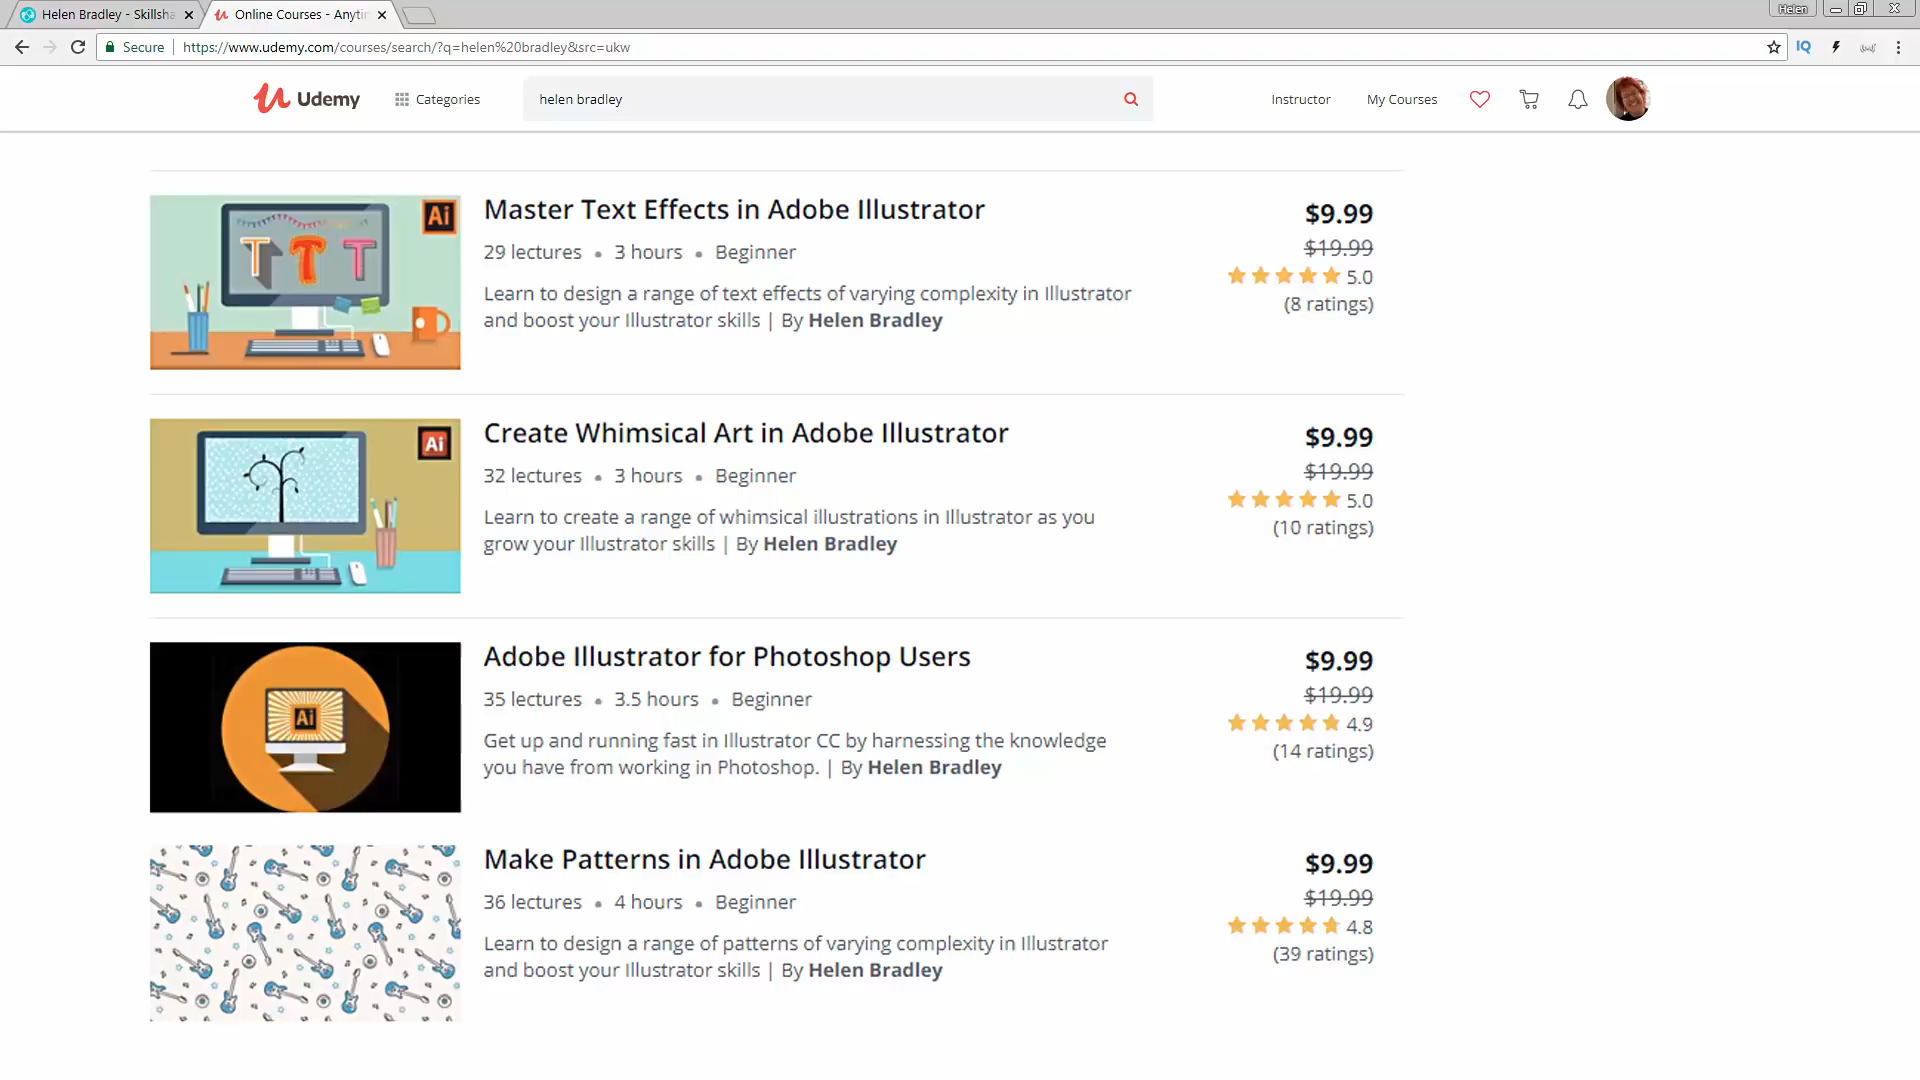 Helen Bradley - Skillsha
Online Courses - Anytin
Helen
Secure
https://www.udemy.com/courses/search/?q=helen%20bradley&src=ukw
IQ
Udemy
Categories
helen bradley
Instructor
My Courses
Ai
T T T
Master Text Effects in Adobe Illustrator
$9.99
29 lectures • 3 hours • Beginner
$19.99
5.0
Learn to design a range of text effects of varying complexity in Illustrator
(8 ratings)
and boost your Illustrator skills | By Helen Bradley
Ai
Create Whimsical Art in Adobe Illustrator
$9.99
32 lectures • 3 hours • Beginner
$19.99
5.0
Learn to create a range of whimsical illustrations in Illustrator as you
(10 ratings)
grow your Illustrator skills | By Helen Bradley
Ai
Adobe Illustrator for Photoshop Users
$9.99
35 lectures • 3.5 hours • Beginner
$19.99
4.9
Get up and running fast in Illustrator CC by harnessing the knowledge
(14 ratings)
you have from working in Photoshop. | By Helen Bradley
Make Patterns in Adobe Illustrator
$9.99
36 lectures • 4 hours • Beginner
$19.99
4.8
Learn to design a range of patterns of varying complexity in Illustrator
(39 ratings)
and boost your Illustrator skills | By Helen Bradley